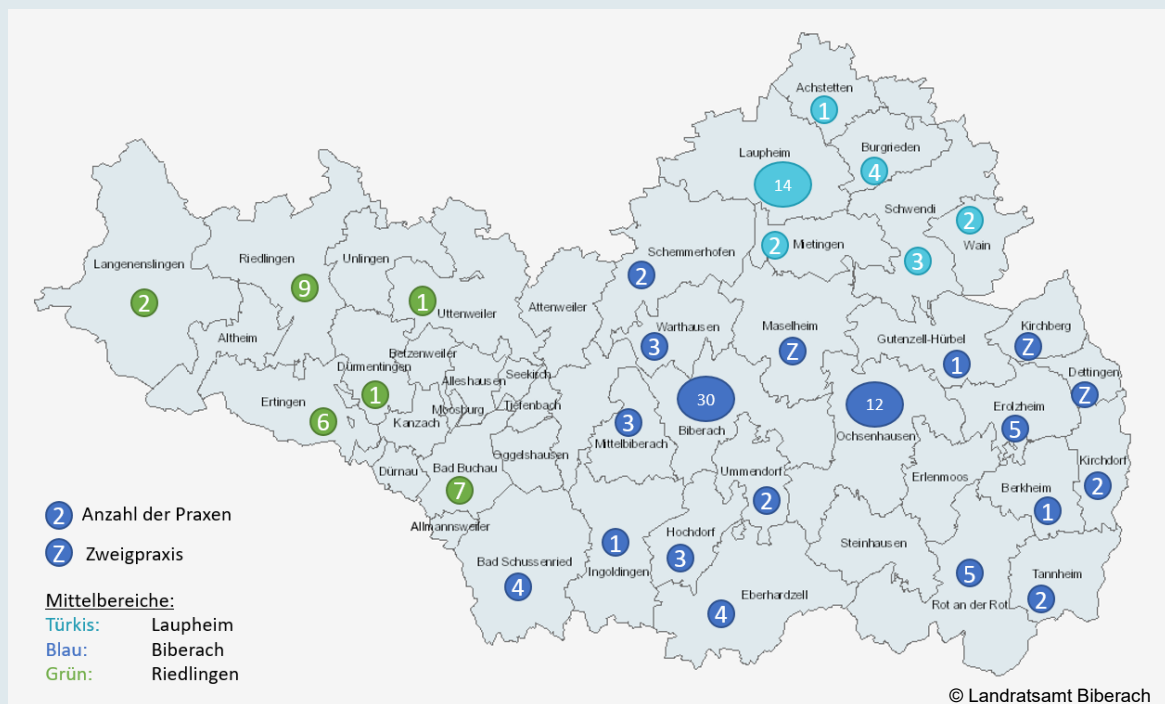 Achstetten
1
Laupheim
14
Burgrieden
4
Schwendi
3
2
Wain
2 Mietingen
Schemmerhofen
2
Langenenslingen
2
Riedlingen
9
Unlingen
1
Uttenweiler
Attenweiler
Altheim
Warthausen
3
Maselheim
Z
Gutenzell-Hürbel
1
Kirchberg
Z
Dettingen
Z
Betzenweiler
Dürmentingen
1
Alleshausen
Seekirch
Moosburg
Tiefenbach
Kanzach
Ertingen
6
30
Biberach
12
Ochsenhausen
Erolzheim
5
3
Mittelbiberach
Oggelshausen
Dürnau
Bad Buchau
7
Ummendorf
2
Erlenmoos
Kirchdorf
2
Berkheim
1
Allmannsweiler
Bad Schussenried
4
1
Ingoldingen
Hochdorf
3
Steinhausen
Eberhardzell
4
5
Rot an der Rot
Tannheim
2
2 Anzahl der Praxen
Z Zweigpraxis
Mittelbereiche:
Türkis: Laupheim
Blau: Biberach
Grün: Riedlingen
© Landratsamt Biberach